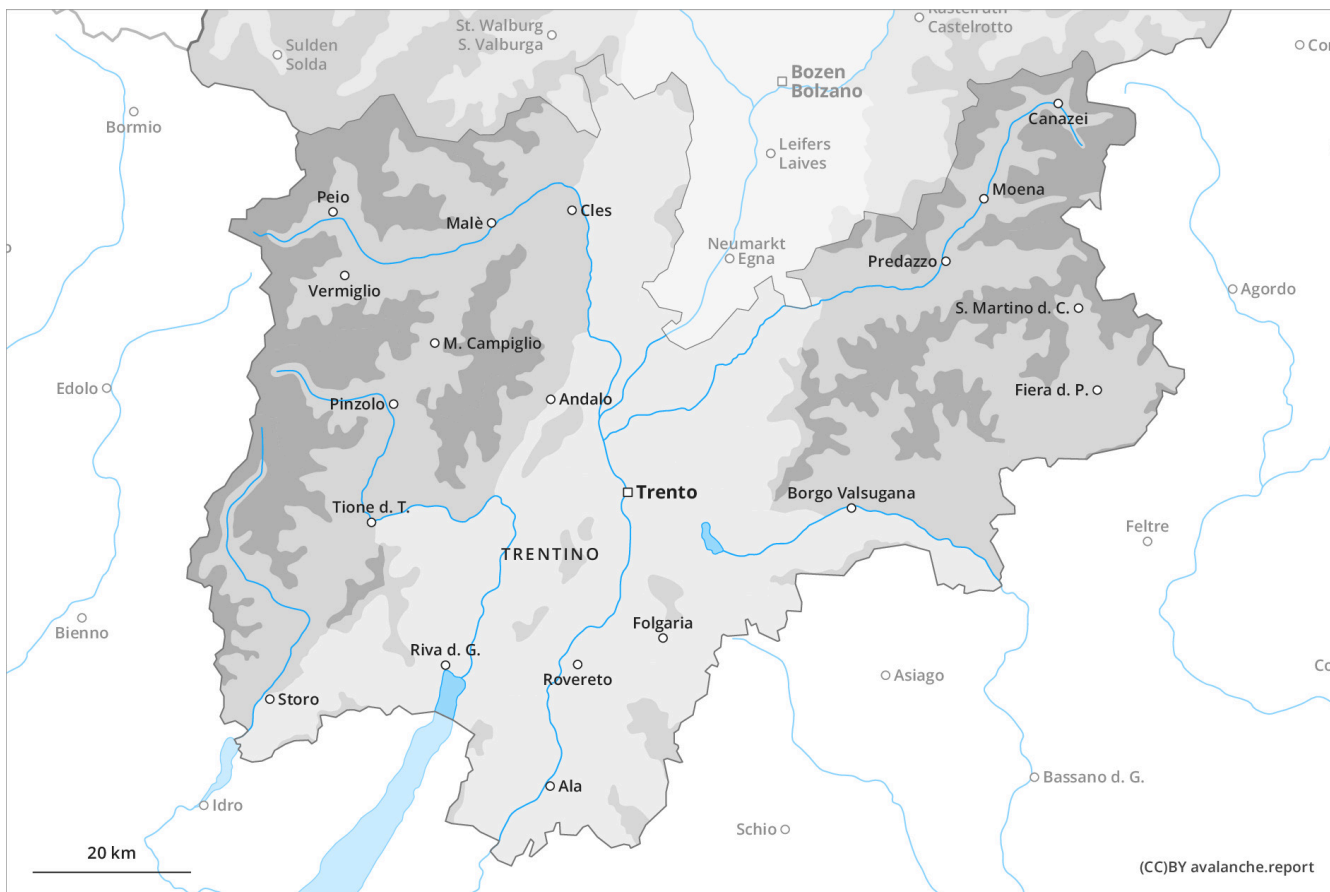 St. Walburg
S. Valburga
Kastelruth
Castelrotto
Sulden
Solda
Bozen
Bolzano
Bormio
Canazei
Leifers
Laives
Peio
Malè
Cles
Moena
Neumarkt
Egna
Predazzo
Vermiglio
Agordo
S. Martino d. C.
M. Campiglio
Edolo
Pinzolo
Andalo
Fiera d. P.
Trento
Borgo Valsugana
Tione d. T.
Feltre
TRENTINO
Bienno
Folgaria
Riva d. G.
Rovereto
Asiago
Storo
Ala
Bassano d. G.
Idro
Schio
20 km
(CC)BY avalanche.report